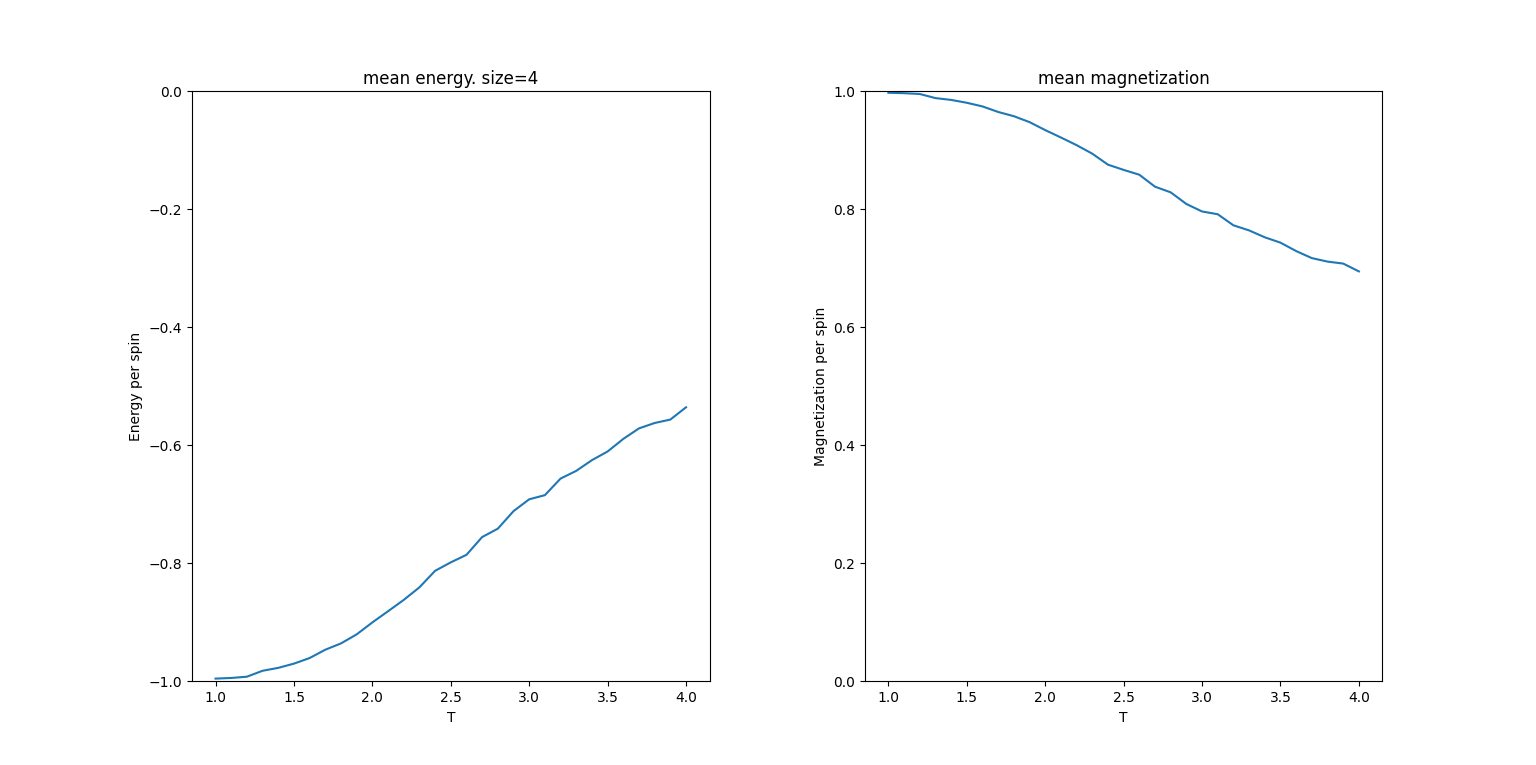 mean energy. size=4
0.0
−0.2
−0.4
−0.6
−0.8
−1.0
Energy per spin
1.0 1.5 2.0 2.5 3.0 3.5 4.0
T
mean magnetization
1.0
0.8
0.6
0.4
0.2
0.0
Magnetization per spin
1.0 1.5 2.0 2.5 3.0 3.5 4.0
T